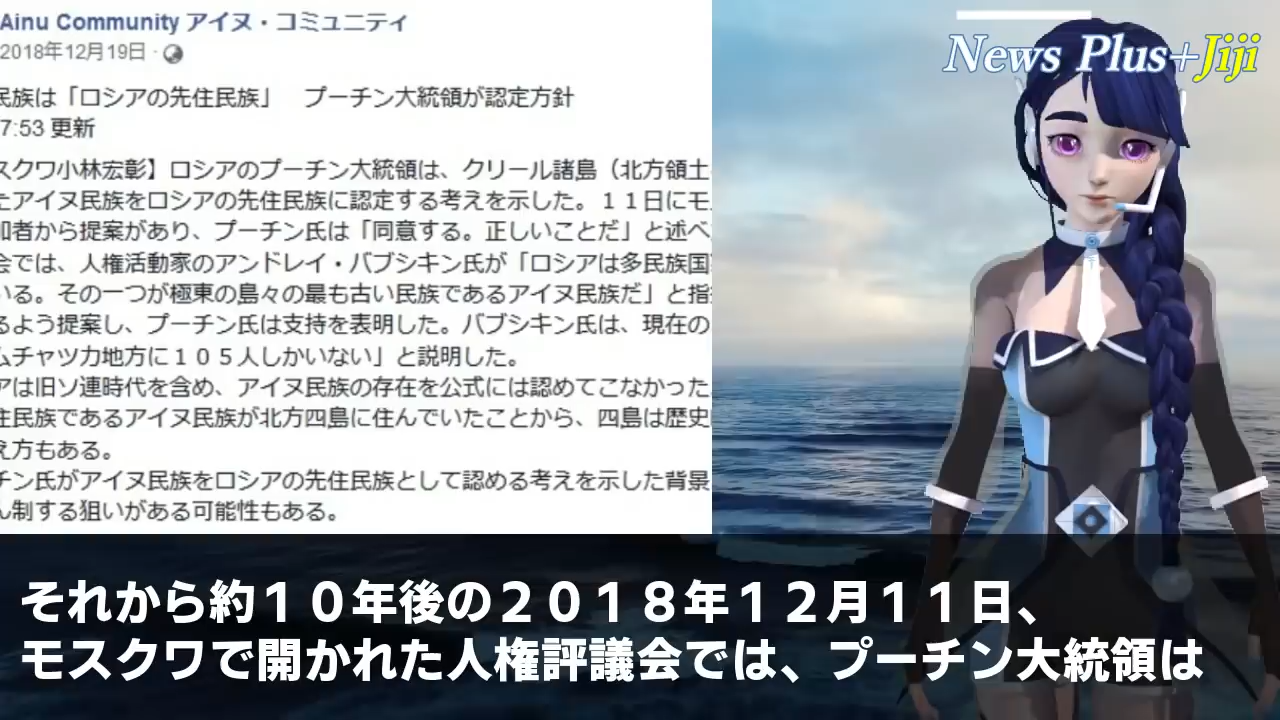 Ainu Community アイヌ・コミュニティ
2018年12月19日 ·
News Plus+Jiji
民族は「ロシアの先住民族」　プーチン大統領が認定方針
7:53 更新
スクワ小林宏彰】ロシアのプーチン大統領は、クリール諸島（北方領土
たアイヌ民族をロシアの先住民族に認定する考えを示した。１１日にモ
加者から提案があり、プーチン氏は「同意する。正しいことだ」と述べ
会では、人権活動家のアンドレイ・バブシキン氏が「ロシアは多民族国
いる。その一つが極東の島々の最も古い民族であるアイヌ民族だ」と指
るよう提案し、プーチン氏は支持を表明した。バブシキン氏は、現在の
ムチャツカ地方に１０５人しかいない」と説明した。
アは旧ソ連時代を含め、アイヌ民族の存在を公式には認めてこなかった
住民族であるアイヌ民族が北方四島に住んでいたことから、四島は歴史
え方もある。
チン氏がアイヌ民族をロシアの先住民族として認める考えを示した背景
ん制する狙いがある可能性もある。
それから約１０年後の２０１８年１２月１１日、
モスクワで開かれた人権評議会では、プーチン大統領は